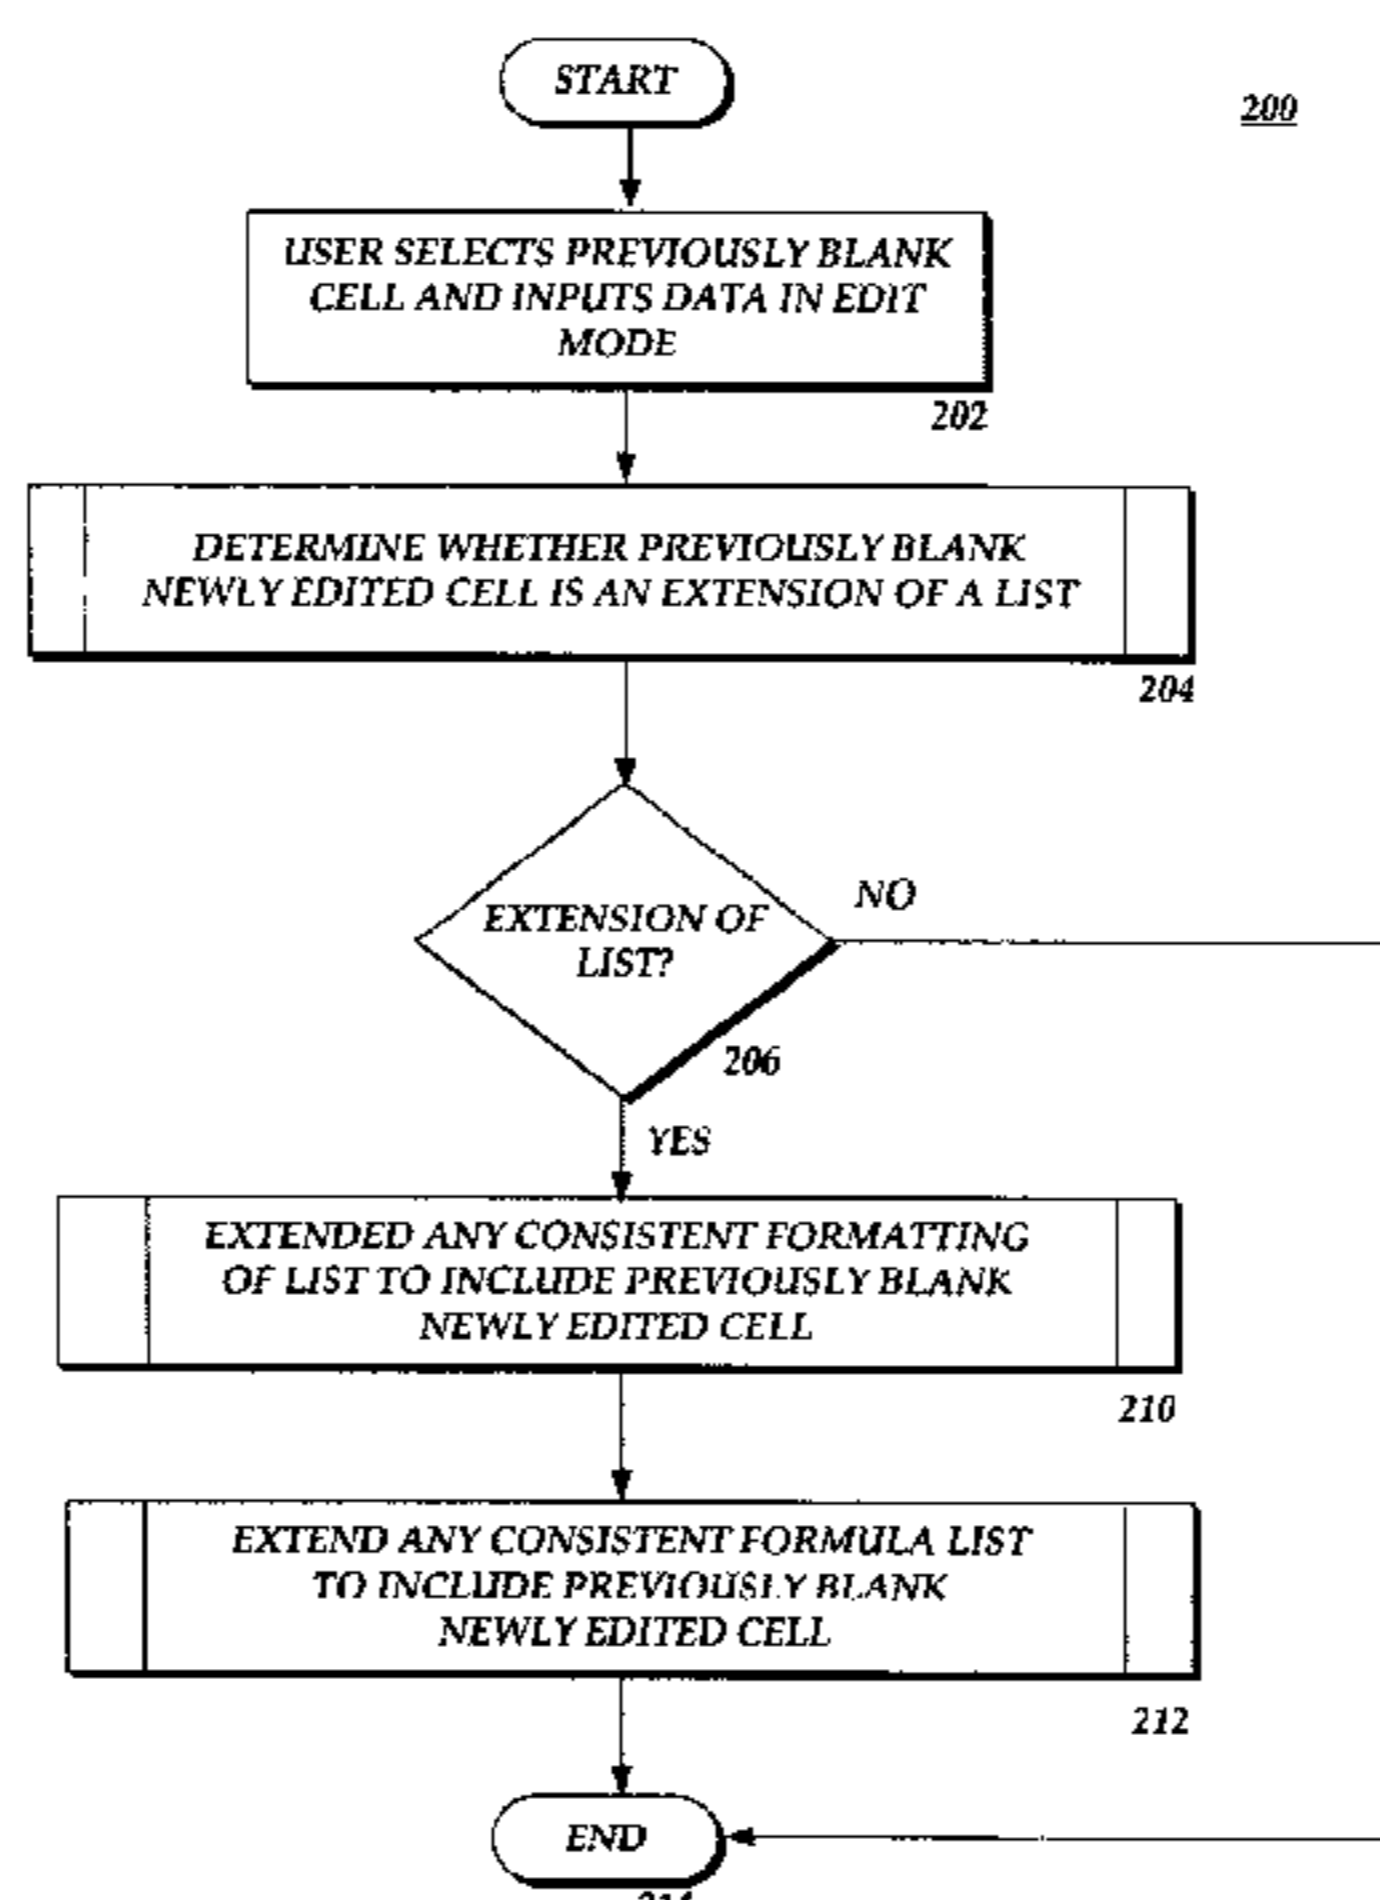 START
200
USER SELECTS PREVIOUSLY BLANK
CELL AND INPUTS DATA IN EDIT
MODE
202
DETERMINE WHETHER PREVIOUSLY BLANK
NEWLY EDITED CELL IS AN EXTENSION OF A LIST
204
EXTENSION OF
LIST?
NO
206
YES
EXTENDED ANY CONSISTENT FORMATTING
OF LIST TO INCLUDE PREVIOUSLY BLANK
NEWLY EDITED CELL
210
EXTEND ANY CONSISTENT FORMULA LIST
TO INCLUDE PREVIOUSLY BLANK
NEWLY EDITED CELL
212
END